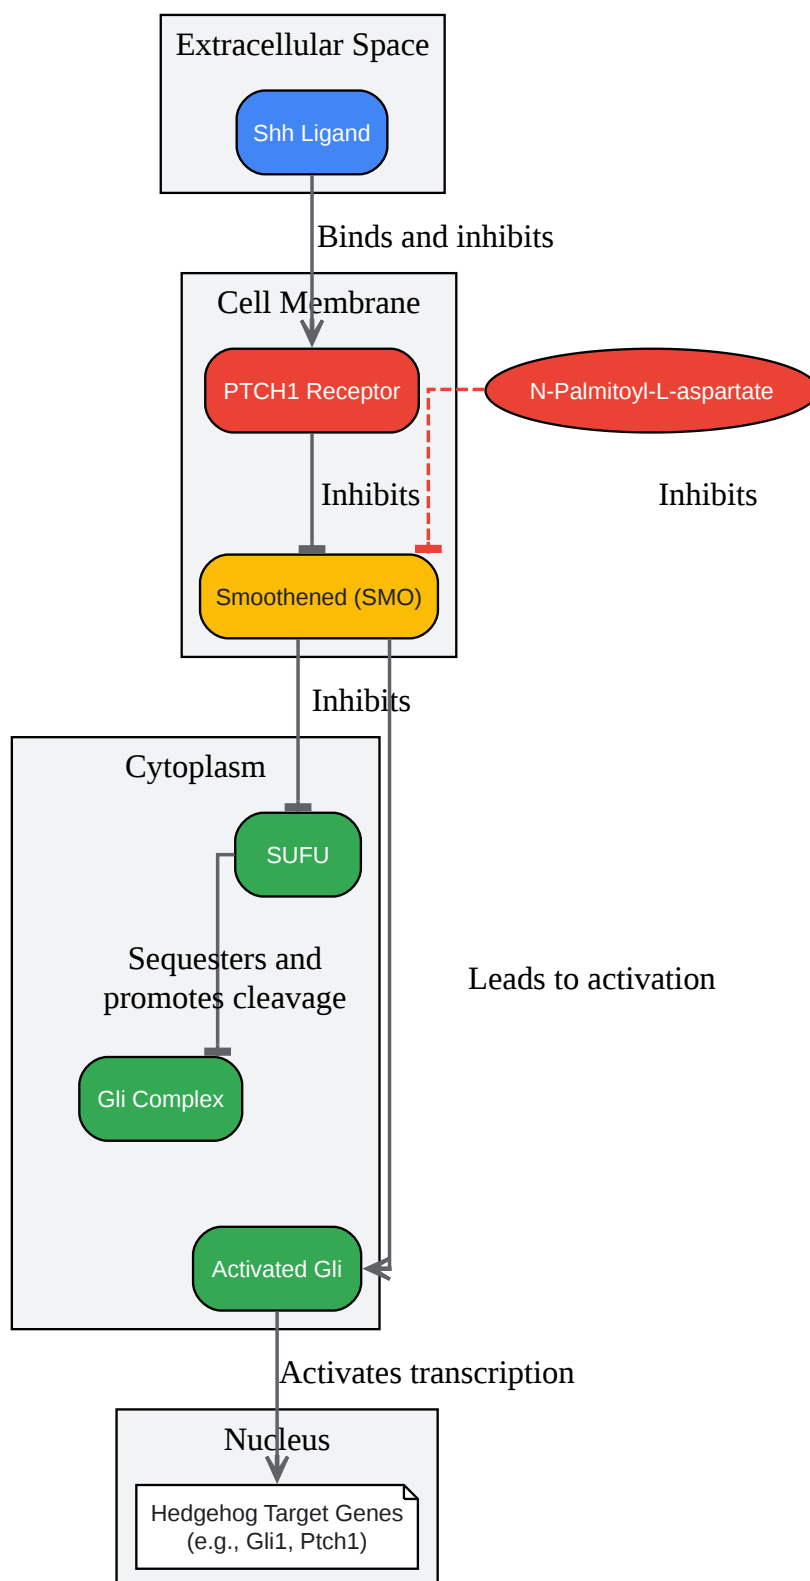 Extracellular Space
Shh Ligand
Binds and inhibits
Cell Membrane
PTCH1 Receptor
N-Palmitoyl-L-aspartate
Inhibits
Inhibits
Smoothened (SMO)
Inhibits
Cytoplasm
SUFU
Sequesters and
promotes cleavage
Leads to activation
Gli Complex
Activated Gli
Activates transcription
Nucleus
Hedgehog Target Genes
(e.g., Gli1, Ptch1)